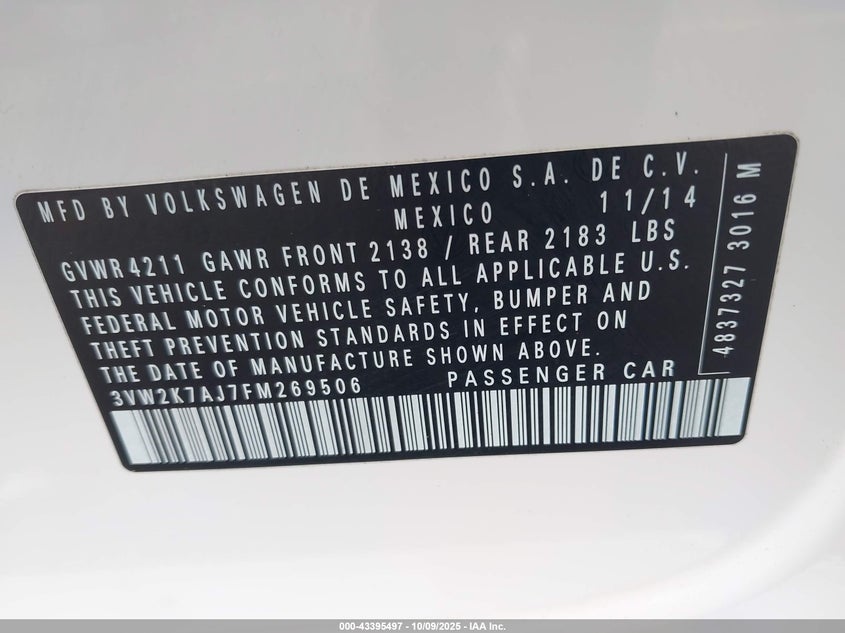 MFD BY VOLKSWAGEN DE MEXICO S.A. DE C.V.
MEXICO 11/14
GVWR4211 GAWR FRONT 2138 / REAR 2183 LBS
THIS VEHICLE CONFORMS TO ALL APPLICABLE U.S.
FEDERAL MOTOR VEHICLE SAFETY, BUMPER AND
THEFT PREVENTION STANDARDS IN EFFECT ON
THE DATE OF MANUFACTURE SHOWN ABOVE.
3VW2K7AJ7FM269506 PASSENGER CAR
4837327 3016 M
000-43395497 - 10/09/2025 - IAA Inc.